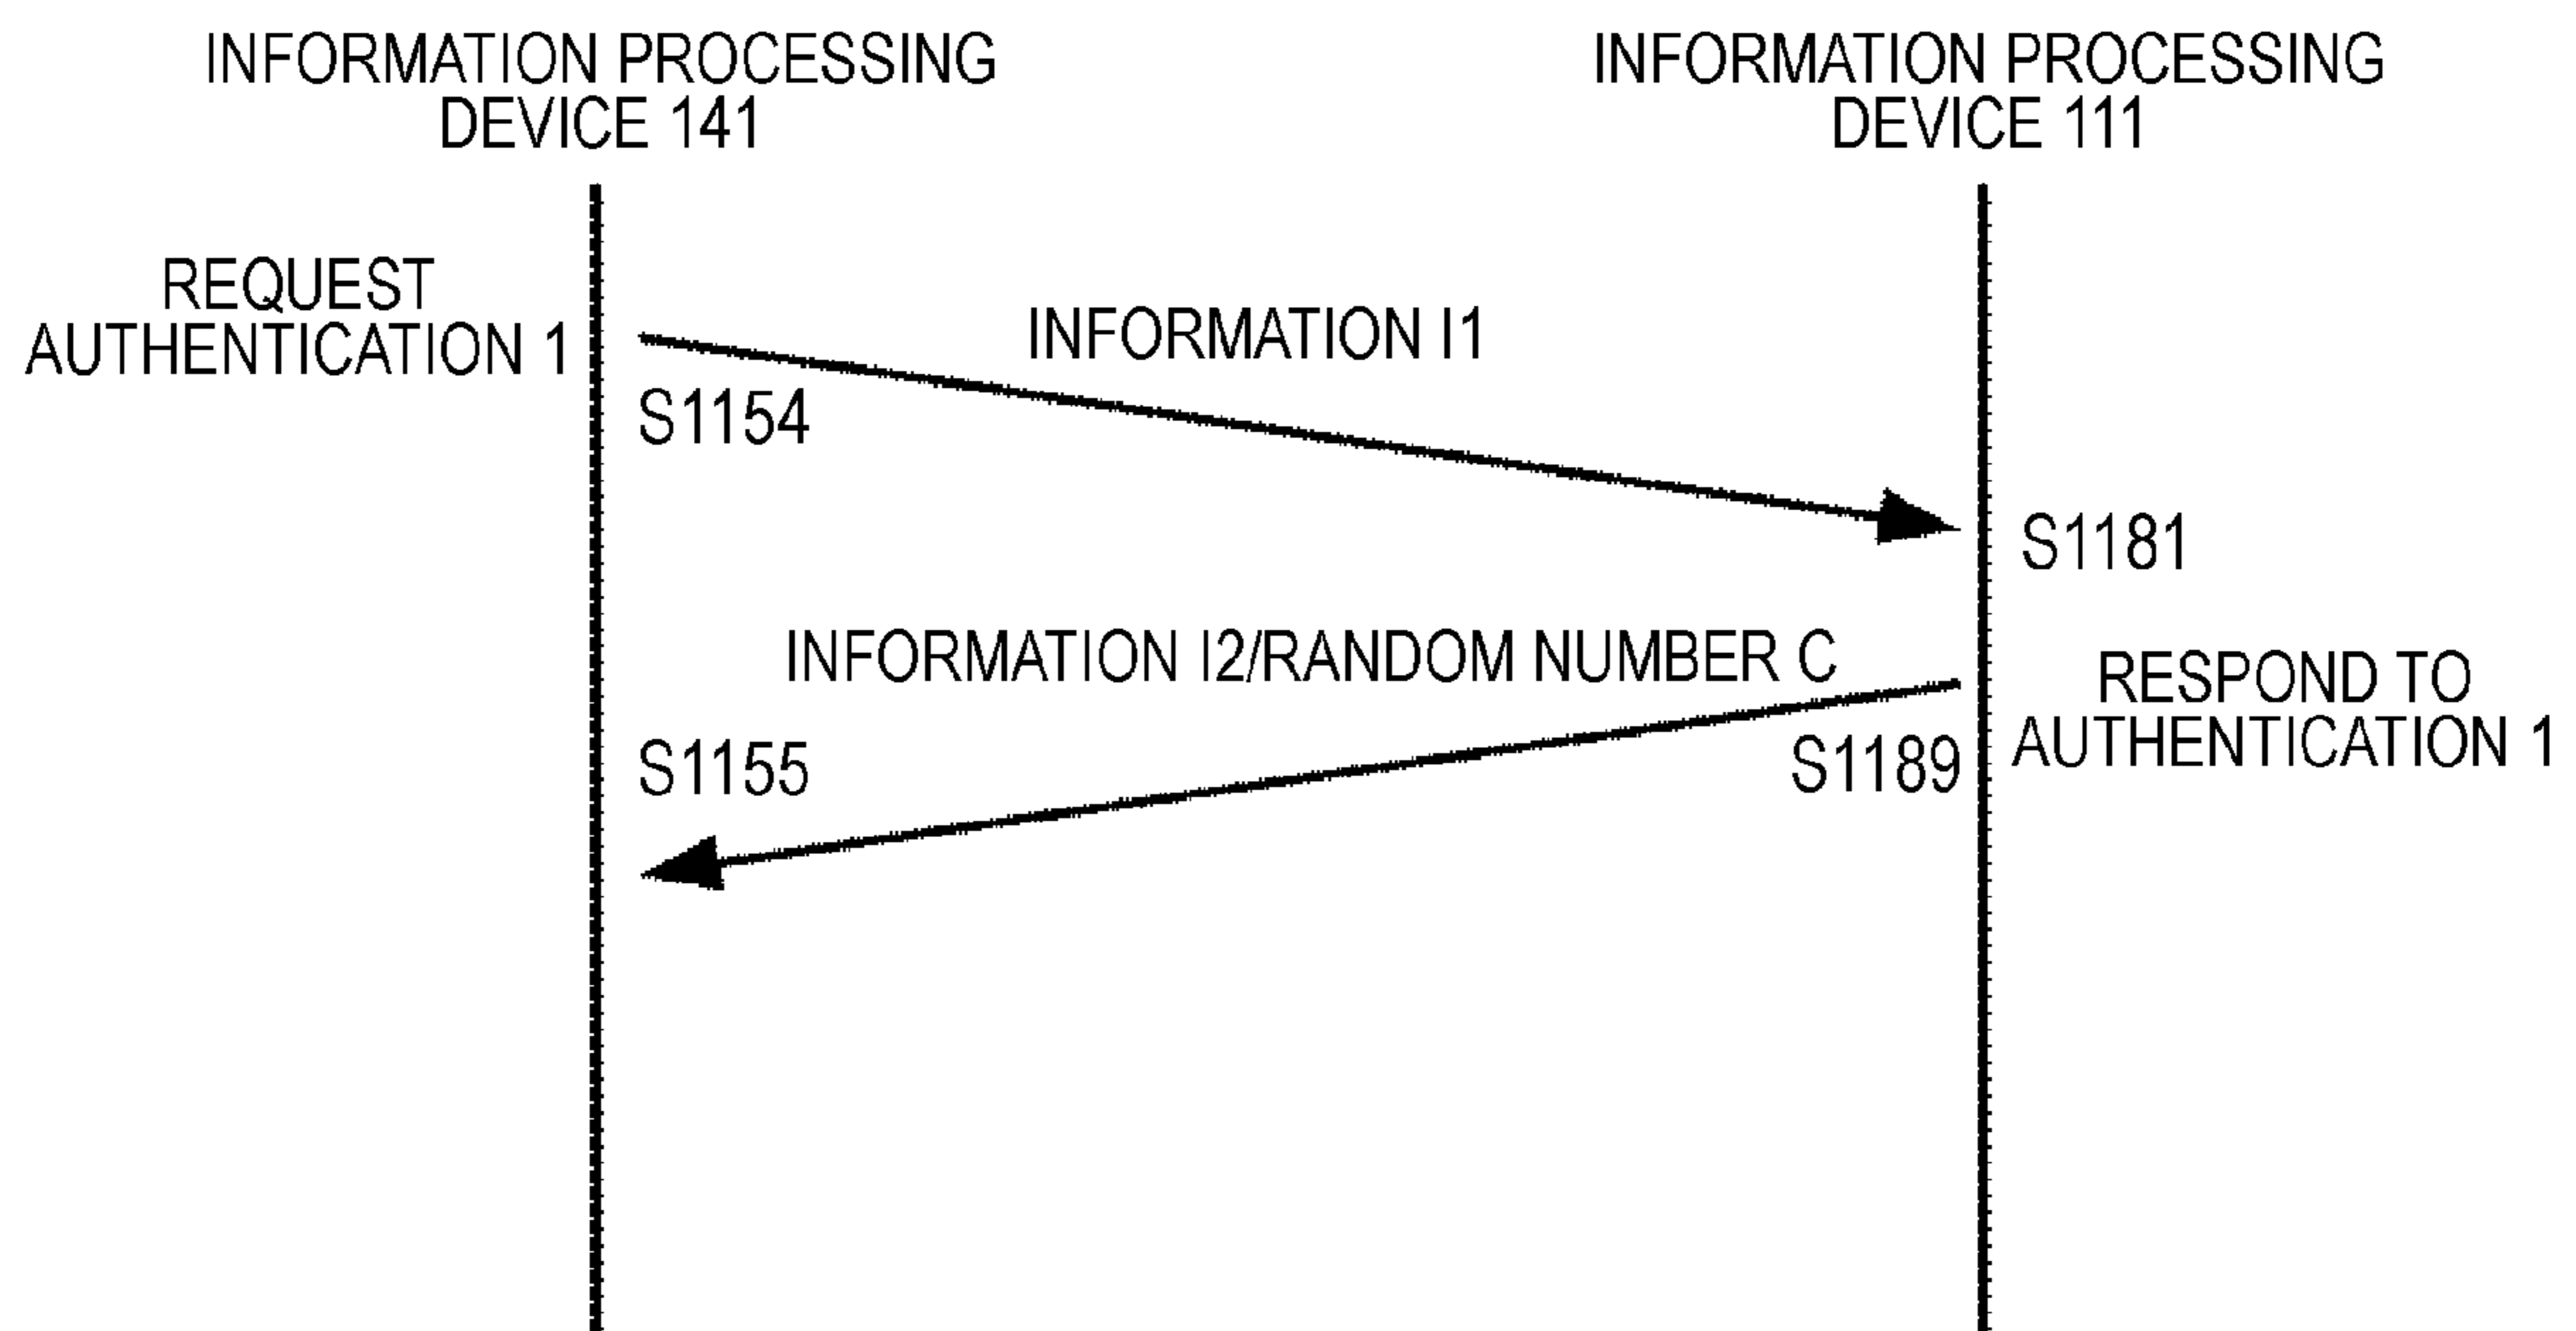 INFORMATION PROCESSING
DEVICE 141
INFORMATION PROCESSING
DEVICE 111
REQUEST
AUTHENTICATION 1
INFORMATION I1
S1154
S1181
INFORMATION I2/RANDOM NUMBER C
RESPOND TO
AUTHENTICATION 1
S1155
S1189